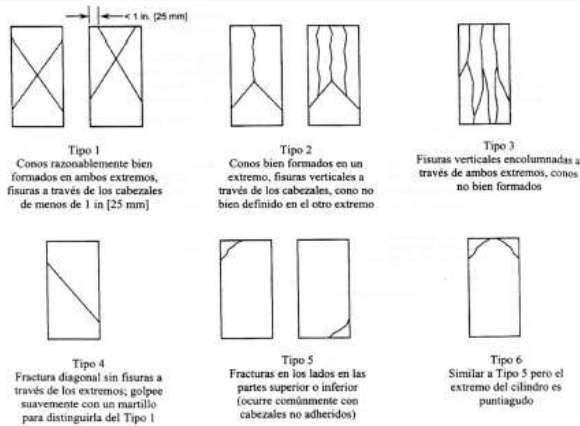 < 1 in. [25 mm]
Tipo 1
Conos razonablemente bien
formados en ambos extremos,
fisuras a través de los cabezales
de menos de 1 in [25 mm]
Tipo 2
Conos bien formados en un
extremo, fisuras verticales a
través de los cabezales, cono no
bien definido en el otro extremo
Tipo 3
Fisuras verticales encolumnadas a
través de ambos extremos, conos
no bien formados
Tipo 4
Fractura diagonal sin fisuras a
través de los extremos; golpee
suavemente con un martillo
para distinguirla del Tipo 1
Tipo 5
Fracturas en los lados en las
partes superior o inferior
(ocurre comúnmente con
cabezales no adheridos)
Tipo 6
Similar a Tipo 5 pero el
extremo del cilindro es
puntiagudo